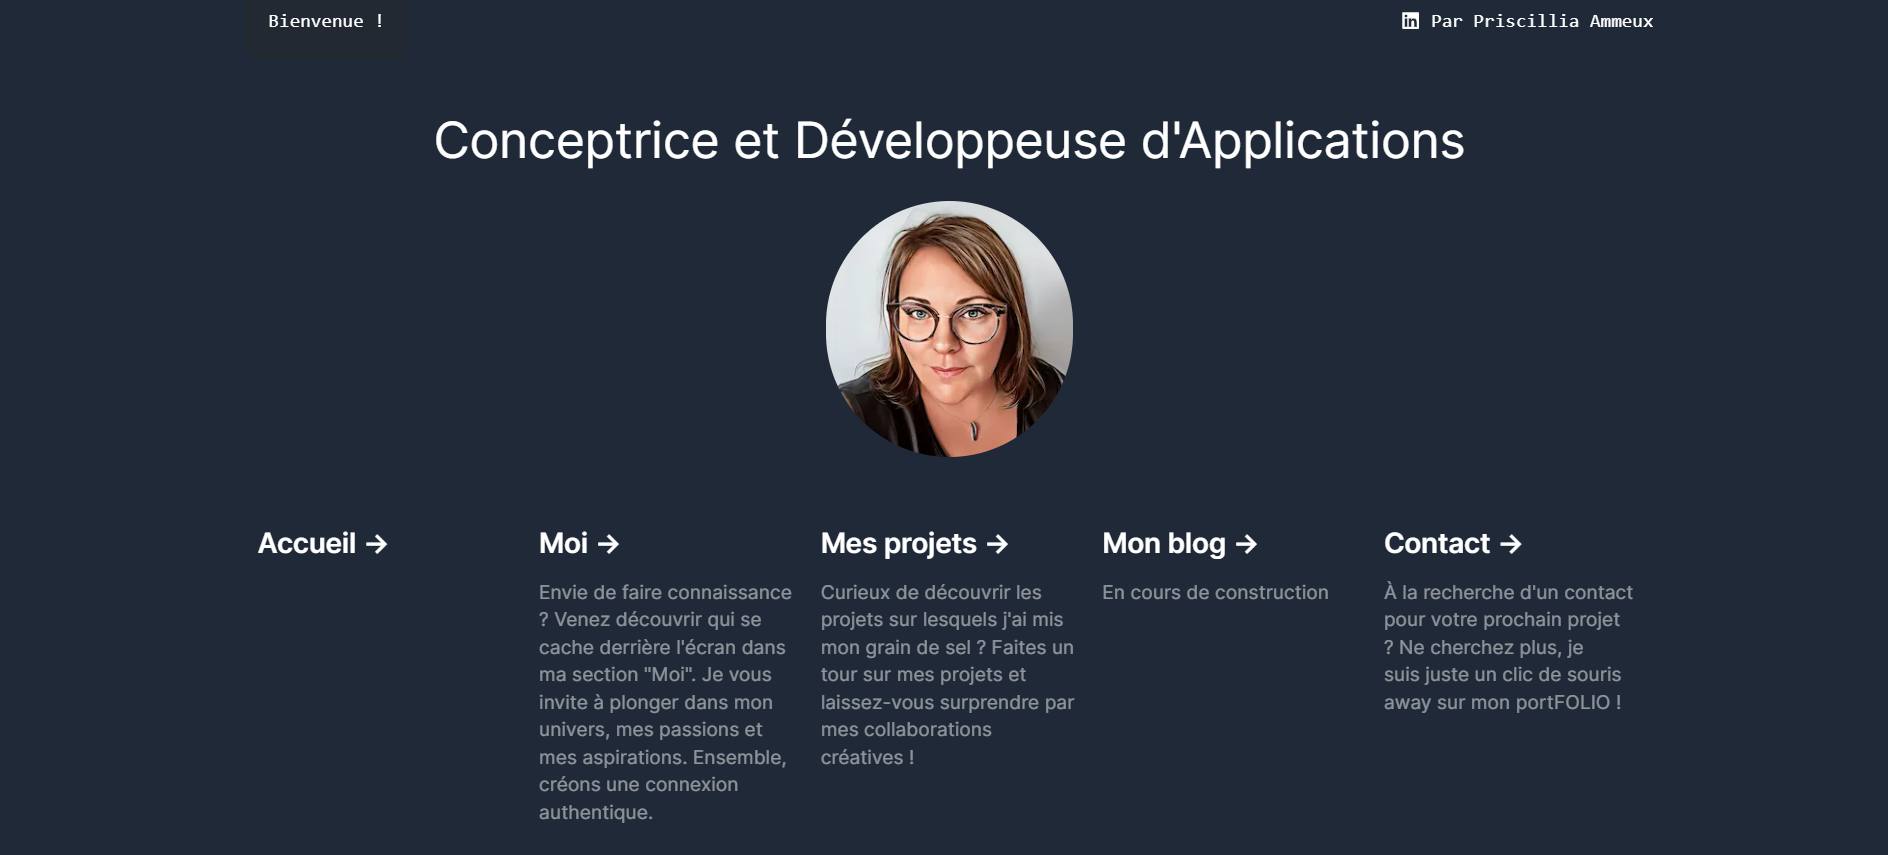 Bienvenue !
Par Priscillia Ammeux
Conceptrice et Développeuse d'Applications
Accueil →
Moi →
Envie de faire connaissance
? Venez découvrir qui se
cache derrière l'écran dans
ma section "Moi". Je vous
invite à plonger dans mon
univers, mes passions et
mes aspirations. Ensemble,
créons une connexion
authentique.
Mes projets →
Curieux de découvrir les
projets sur lesquels j'ai mis
mon grain de sel ? Faites un
tour sur mes projets et
laissez-vous surprendre par
mes collaborations
créatives !
Mon blog →
En cours de construction
Contact →
À la recherche d'un contact
pour votre prochain projet
? Ne cherchez plus, je
suis juste un clic de souris
away sur mon portFOLIO !